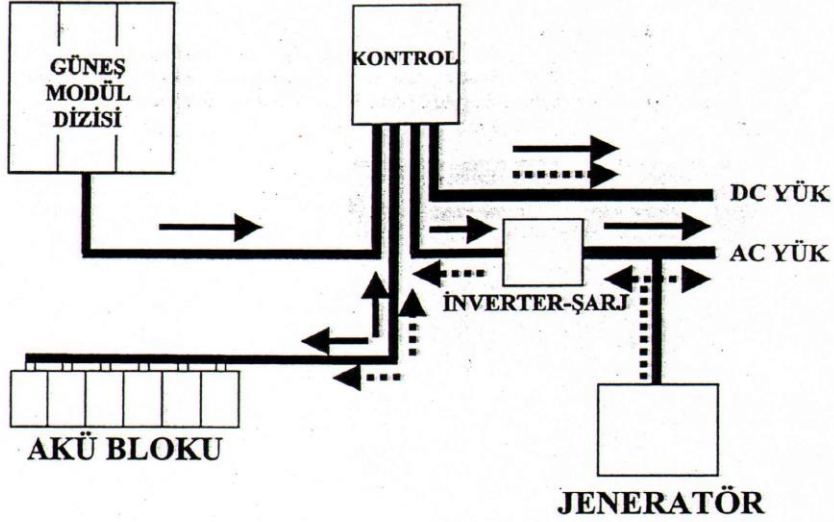 GÜNEŞ
MODÜL
DİZİSİ
KONTROL
DC YÜK
AC YÜK
İNVERTER-ŞARJ
AKÜ BLOKU
JENERATÖR